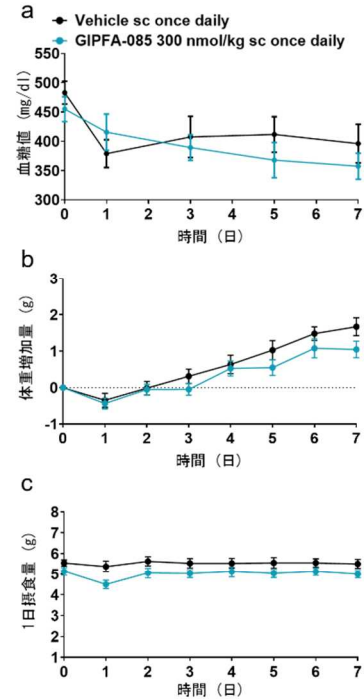 a
Vehicle sc once daily
GIPFA-085 300 nmol/kg sc once daily
血糖値 (mg/dl)
550
500
450
400
350
300
0 1 2 3 4 5 6 7
時間（日）
b
体重増加量 (g)
3
2
1
0
-1
0 1 2 3 4 5 6 7
時間（日）
c
1日摂食量 (g)
8
7
6
5
4
3
2
1
0 1 2 3 4 5 6 7
時間（日）